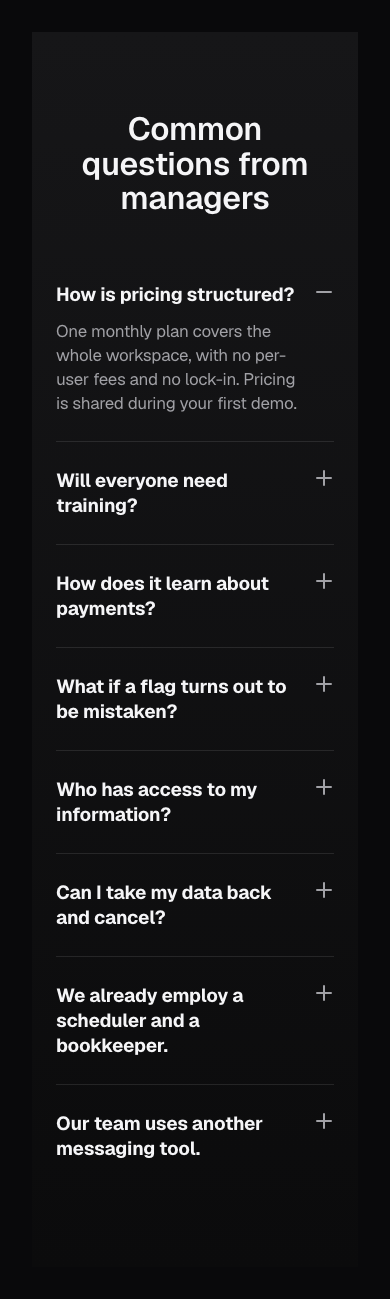 Common
questions from
managers
How is pricing structured?
One monthly plan covers the
whole workspace, with no per-
user fees and no lock-in. Pricing
is shared during your first demo.
Will everyone need
training?
How does it learn about
payments?
What if a flag turns out to
be mistaken?
Who has access to my
information?
Can I take my data back
and cancel?
We already employ a
scheduler and a
bookkeeper.
Our team uses another
messaging tool.